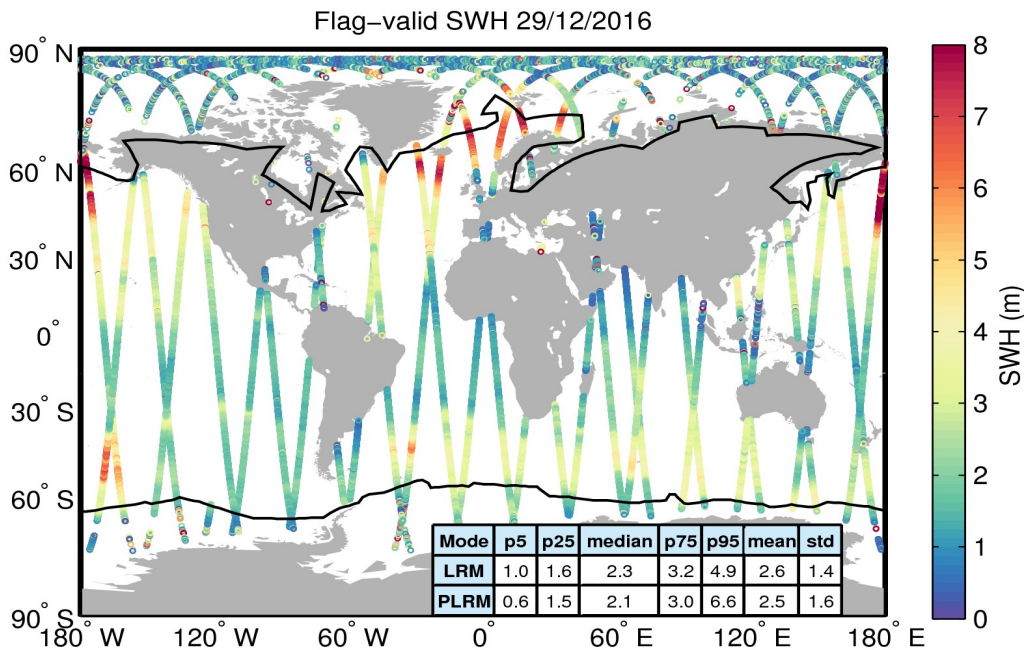 Flag−valid SWH 29/12/2016
90° N
60° N
30° N
0°
30° S
60° S
90° S
180° W
120° W
60° W
0°
60° E
120° E
180° E
8
7
6
5
4
3
2
1
0
SWH (m)
Mode p5 p25 median p75 p95 mean std
LRM 1.0 1.6 2.3 3.2 4.9 2.6 1.4
PLRM 0.6 1.5 2.1 3.0 6.6 2.5 1.6